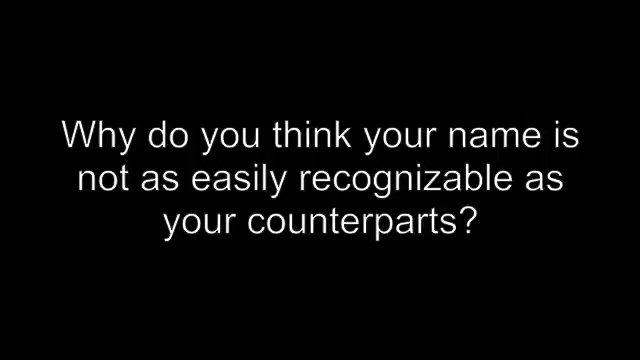 Why do you think your name is
not as easily recognizable as
your counterparts?